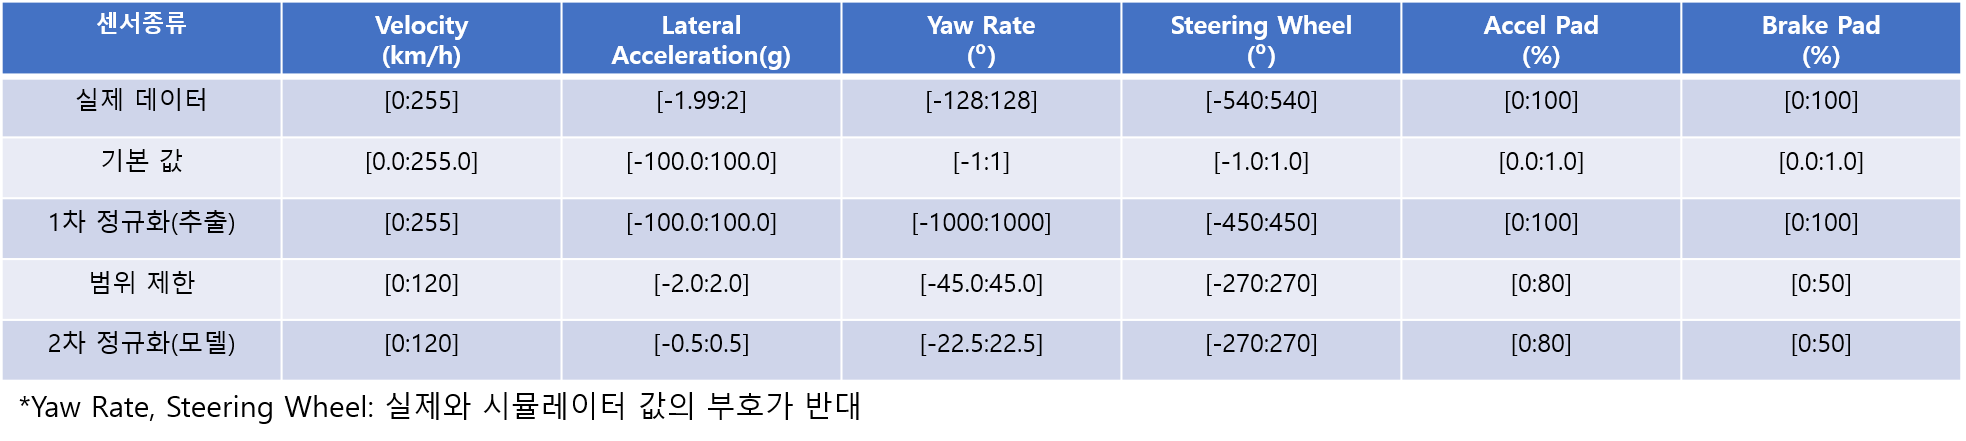 센서종류 Velocity (km/h) Lateral Acceleration(g) Yaw Rate (º) Steering Wheel (º) Accel Pad (%) Brake Pad (%)
실제 데이터 [0:255] [-1.99:2] [-128:128] [-540:540] [0:100] [0:100]
기본 값 [0.0:255.0] [-100.0:100.0] [-1:1] [-1.0:1.0] [0.0:1.0] [0.0:1.0]
1차 정규화(추출) [0:255] [-100.0:100.0] [-1000:1000] [-450:450] [0:100] [0:100]
범위 제한 [0:120] [-2.0:2.0] [-45.0:45.0] [-270:270] [0:80] [0:50]
2차 정규화(모델) [0:120] [-0.5:0.5] [-22.5:22.5] [-270:270] [0:80] [0:50]
*Yaw Rate, Steering Wheel: 실제와 시뮬레이터 값의 부호가 반대